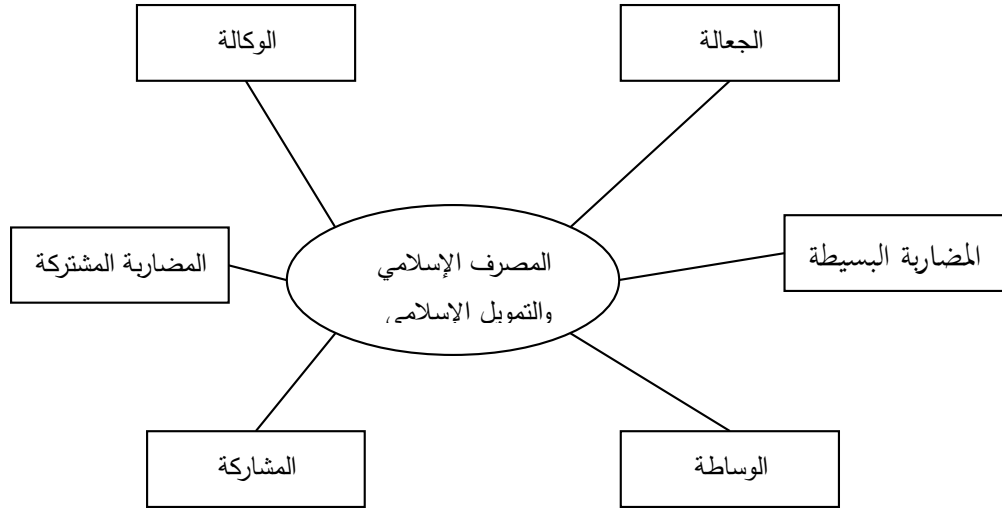 الجعالة
الوكالة
المضاربة البسيطة
المصرف الإسلامي
والتمويل الإسلامي
المضاربة المشتركة
الوساطة
المشاركة